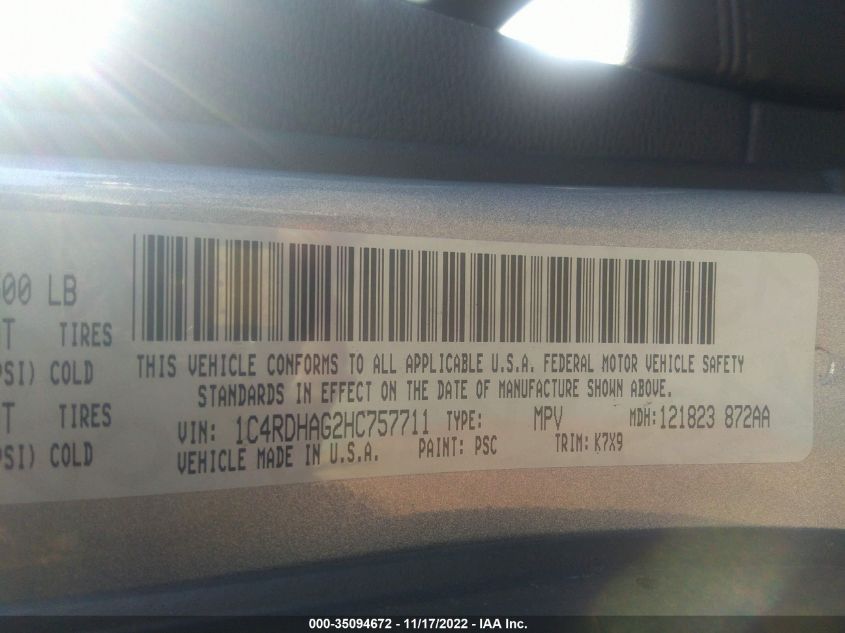 00 LB
T TIRES
PSI) COLD
T TIRES
PSI) COLD
THIS VEHICLE CONFORMS TO ALL APPLICABLE U.S.A. FEDERAL MOTOR VEHICLE SAFETY
STANDARDS IN EFFECT ON THE DATE OF MANUFACTURE SHOWN ABOVE.
VIN: 1C4RDHAG2HC757711 TYPE: MPV MDH:121823 872AA
VEHICLE MADE IN U.S.A. PAINT: PSC TRIM: K7X9
000-35094672 - 11/17/2022 - IAA Inc.